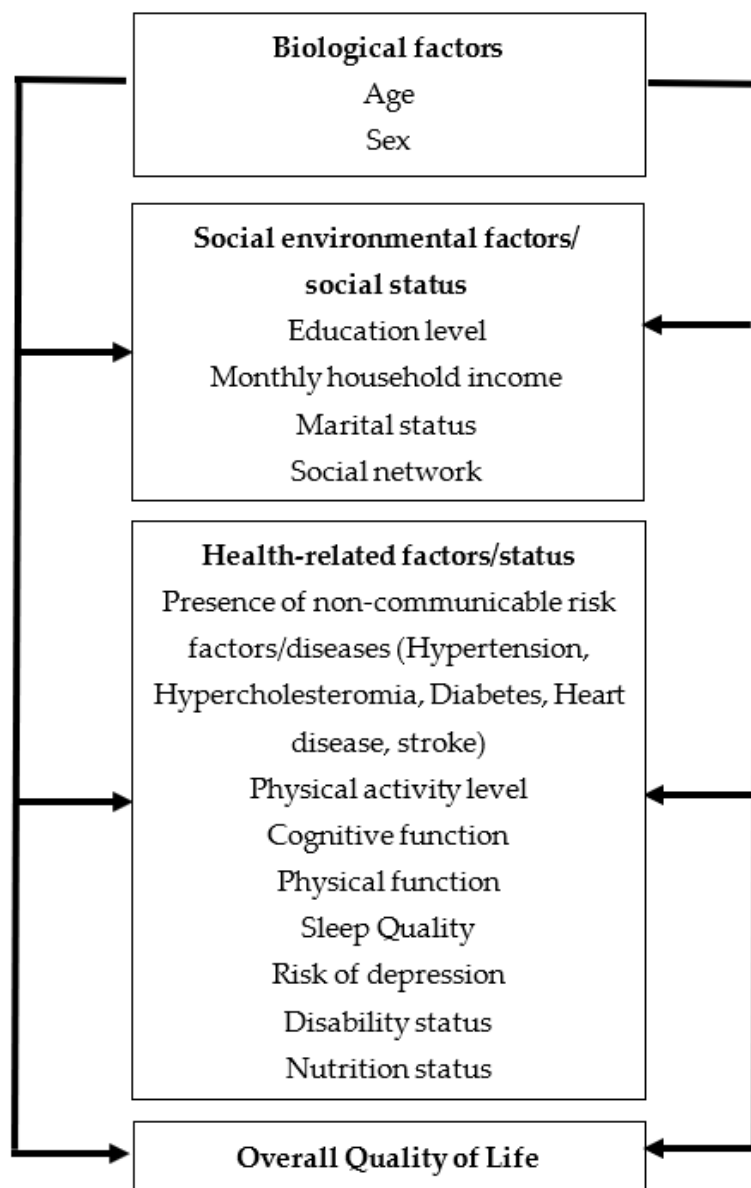 Biological factors
Age
Sex
Social environmental factors/
social status
Education level
Monthly household income
Marital status
Social network
Health-related factors/status
Presence of non-communicable risk
factors/diseases (Hypertension,
Hypercholesteromia, Diabetes, Heart
disease, stroke)
Physical activity level
Cognitive function
Physical function
Sleep Quality
Risk of depression
Disability status
Nutrition status
Overall Quality of Life